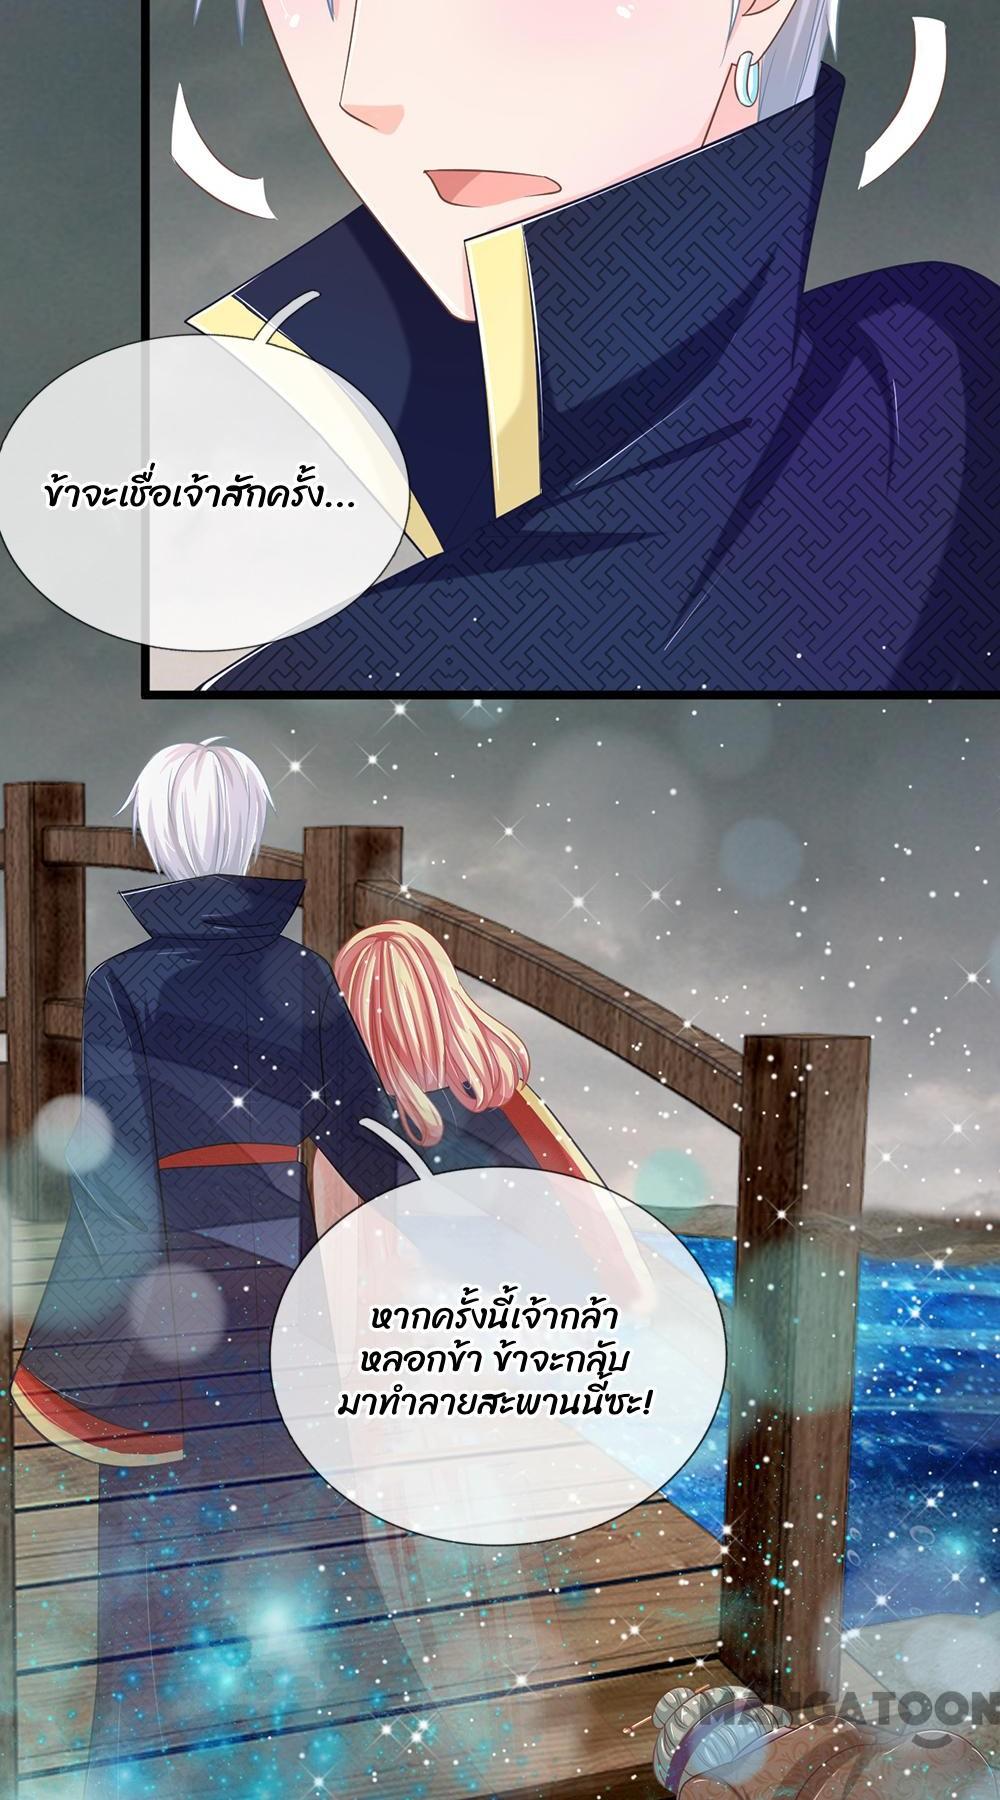 ข้าจะเชื่อเจ้าสักครั้ง...
หากครั้งนี้เจ้ากล้า
หลอกข้า ข้าจะกลับ
มาทำลายสะพานนี้ซะ!
MANGATOON